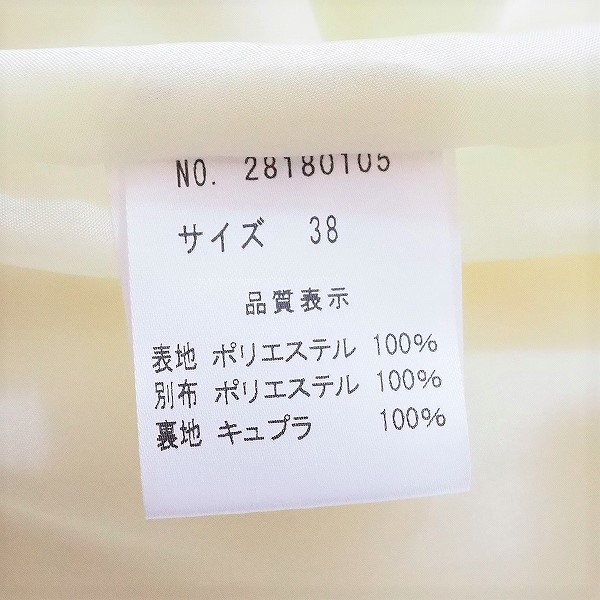 NO. 28180105
サイズ 38
品質表示
表地 ポリエステル 100%
別布 ポリエステル 100%
裏地 キュプラ 100%